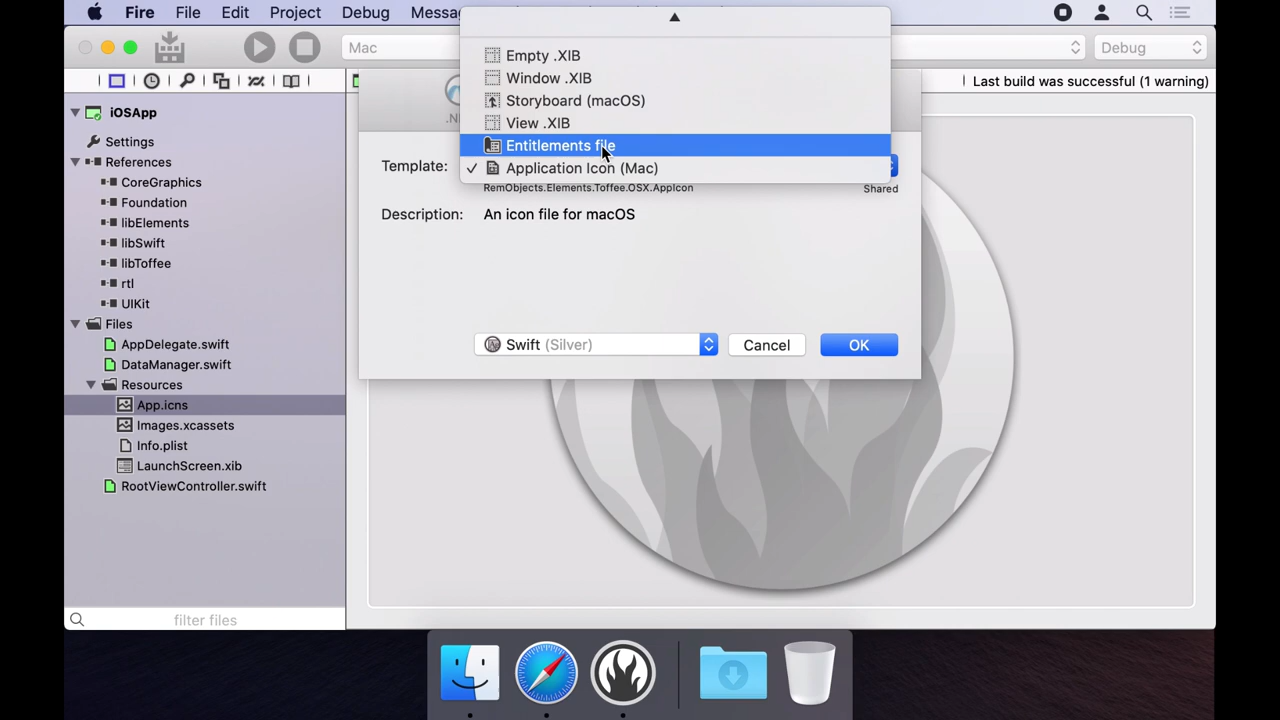 Fire File Edit Project Debug Messa
Mac
Debug
Last build was successful (1 warning)
Empty .XIB
Window .XIB
Storyboard (macOS)
View .XIB
Entitlements file
Application Icon (Mac)
Template:
RemObjects.Elements.Toffee.OSX.AppIcon
Shared
Description: An icon file for macOS
Swift (Silver)
Cancel
OK
iOSApp
Settings
References
CoreGraphics
Foundation
libElements
libSwift
libToffee
rtl
UIKit
Files
AppDelegate.swift
DataManager.swift
Resources
App.icns
Images.xcassets
Info.plist
LaunchScreen.xib
RootViewController.swift
filter files